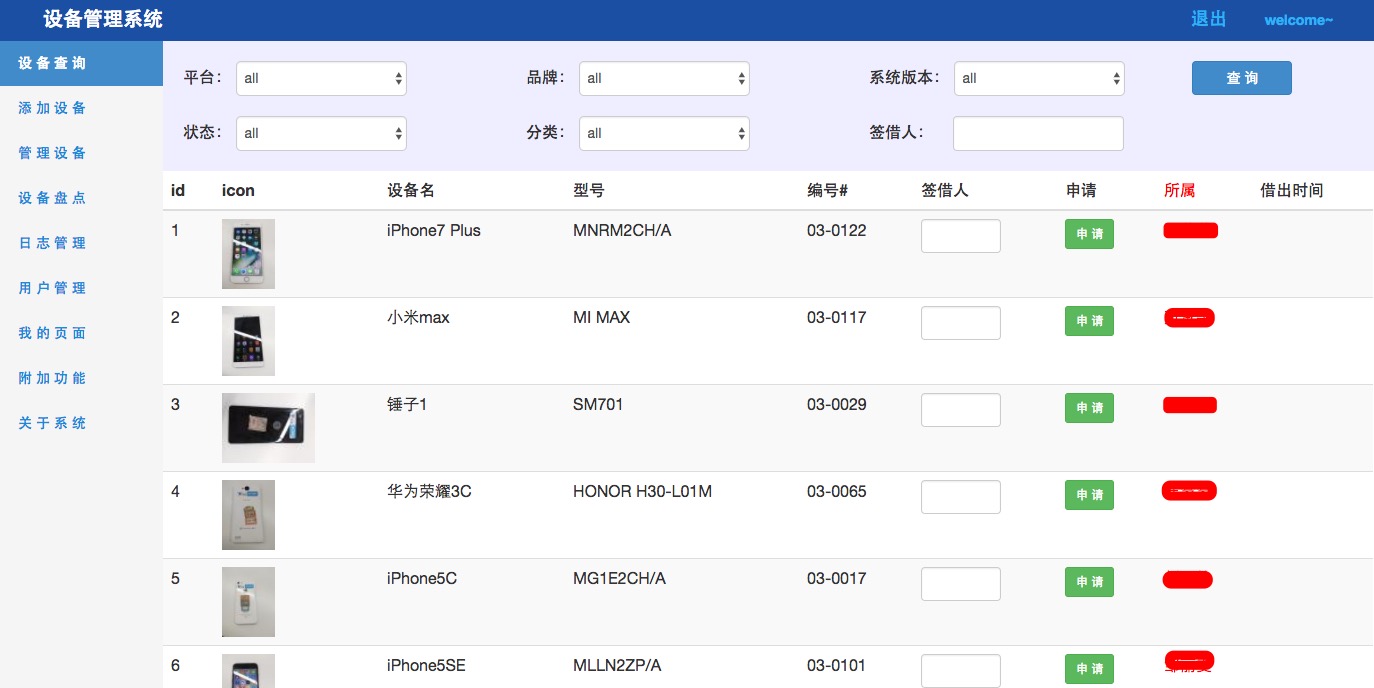 设备管理系统 退出 welcome~
设备查询
添加设备
管理设备
设备盘点
日志管理
用户管理
我的页面
附加功能
关于系统
平台： all 品牌： all 系统版本： all 查询
状态： all 分类： all 签借人：
id icon 设备名 型号 编号# 签借人 申请 所属 借出时间
1 iPhone7 Plus MNRM2CH/A 03-0122 申请
2 小米max MI MAX 03-0117 申请
3 锤子1 SM701 03-0029 申请
4 华为荣耀3C HONOR H30-L01M 03-0065 申请
5 iPhone5C MG1E2CH/A 03-0017 申请
6 iPhone5SE MLLN2ZP/A 03-0101 申请